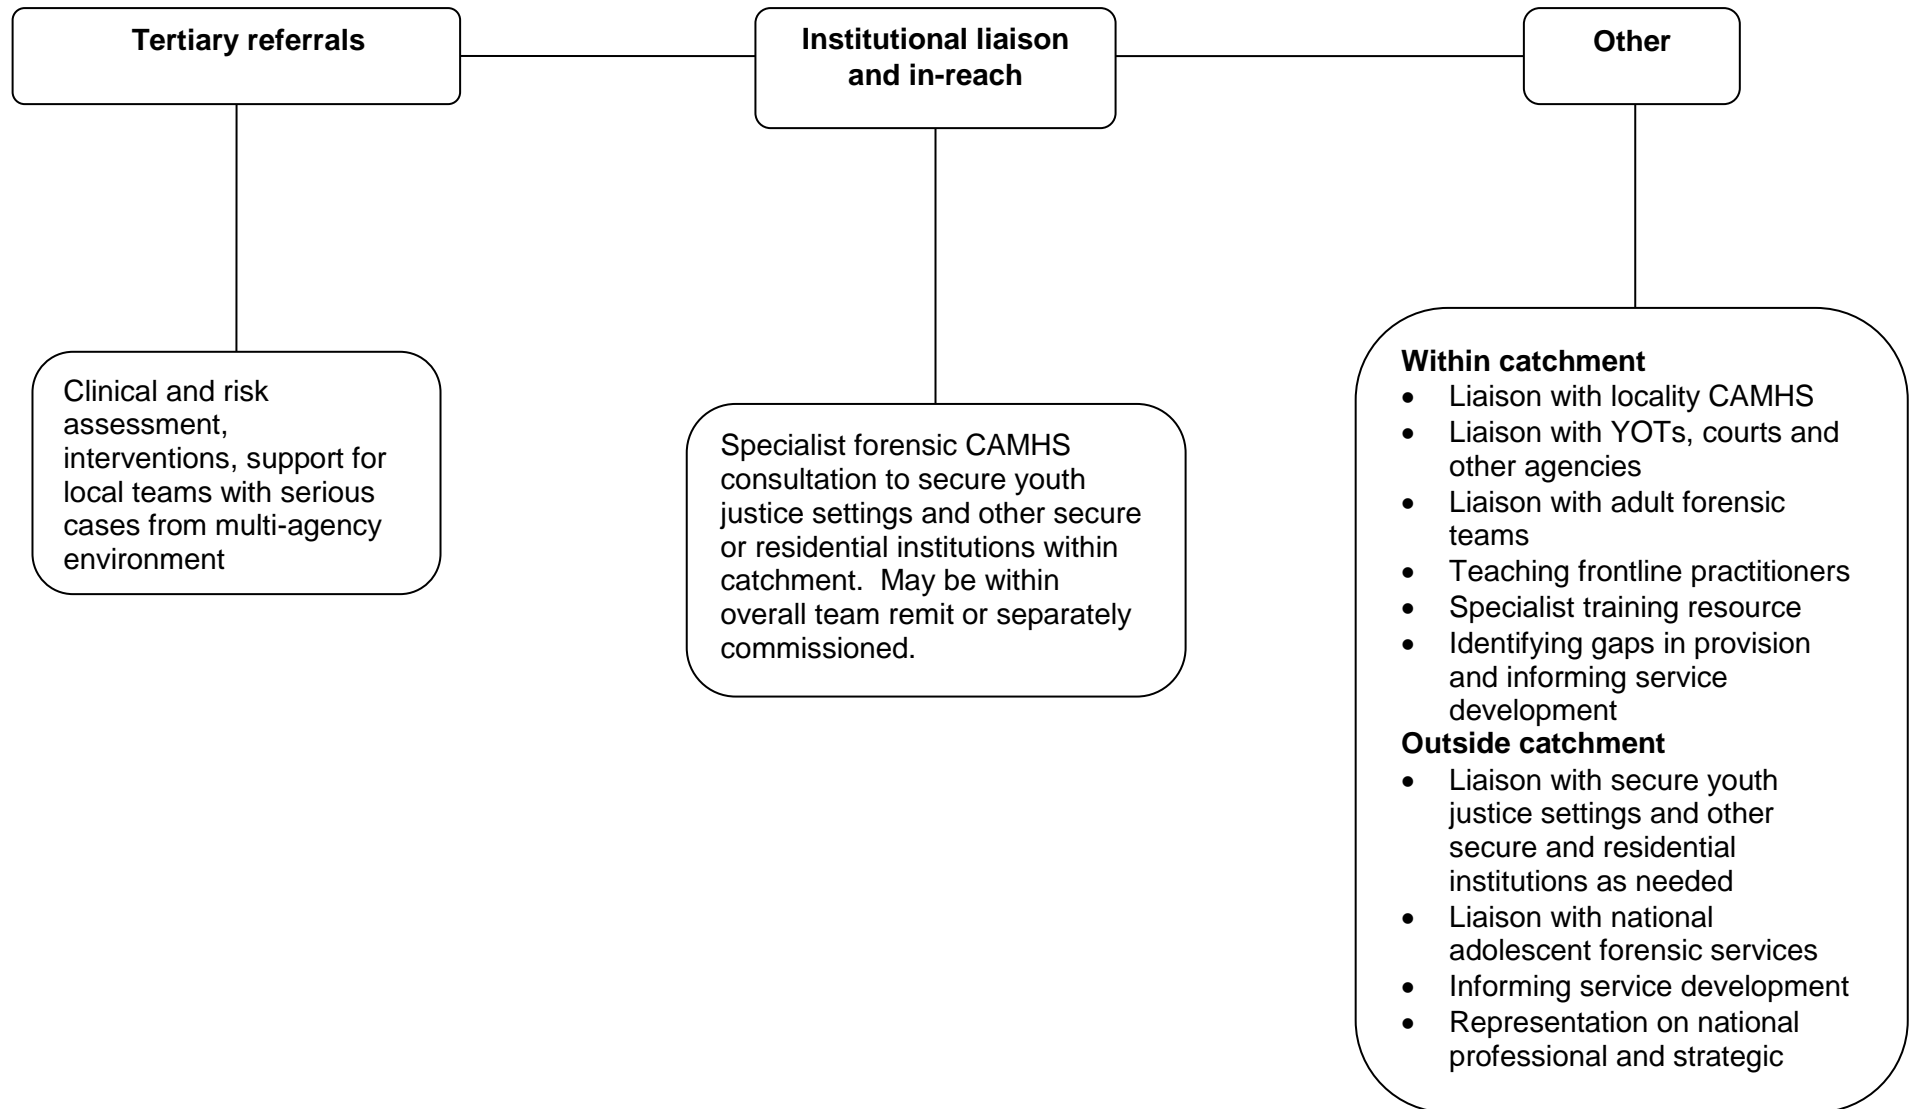 Tertiary referrals
Institutional liaison
and in-reach
Other
Clinical and risk
assessment,
interventions, support for
local teams with serious
cases from multi-agency
environment
Specialist forensic CAMHS
consultation to secure youth
justice settings and other secure
or residential institutions within
catchment.  May be within
overall team remit or separately
commissioned.
Within catchment
• Liaison with locality CAMHS
• Liaison with YOTs, courts and
other agencies
• Liaison with adult forensic
teams
• Teaching frontline practitioners
• Specialist training resource
• Identifying gaps in provision
and informing service
development
Outside catchment
• Liaison with secure youth
justice settings and other
secure and residential
institutions as needed
• Liaison with national
adolescent forensic services
• Informing service development
• Representation on national
professional and strategic